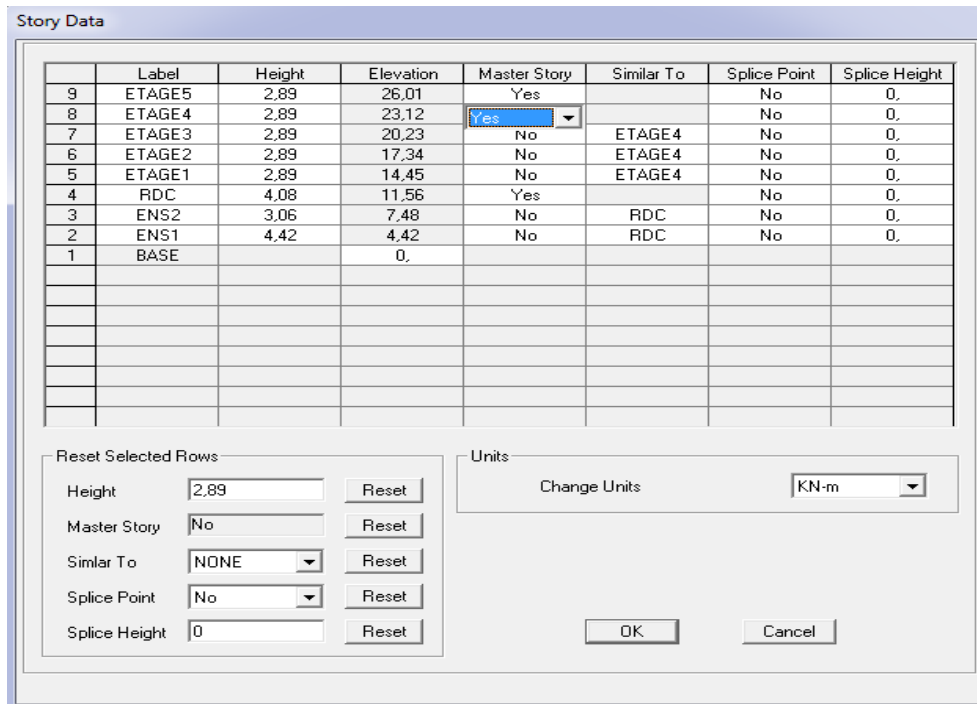 Story Data
Label Height Elevation Master Story Similar To Splice Point Splice Height
9 ETAGE5 2,89 26,01 Yes No 0,
8 ETAGE4 2,89 23,12 Yes No 0,
7 ETAGE3 2,89 20,23 No ETAGE4 No 0,
6 ETAGE2 2,89 17,34 No ETAGE4 No 0,
5 ETAGE1 2,89 14,45 No ETAGE4 No 0,
4 RDC 4,08 11,56 Yes No 0,
3 ENS2 3,06 7,48 No RDC No 0,
2 ENS1 4,42 4,42 No RDC No 0,
1 BASE 0,
Reset Selected Rows
Height 2,89 Reset
Master Story No Reset
Simlar To NONE Reset
Splice Point No Reset
Splice Height 0 Reset
Units
Change Units KN-m
OK Cancel